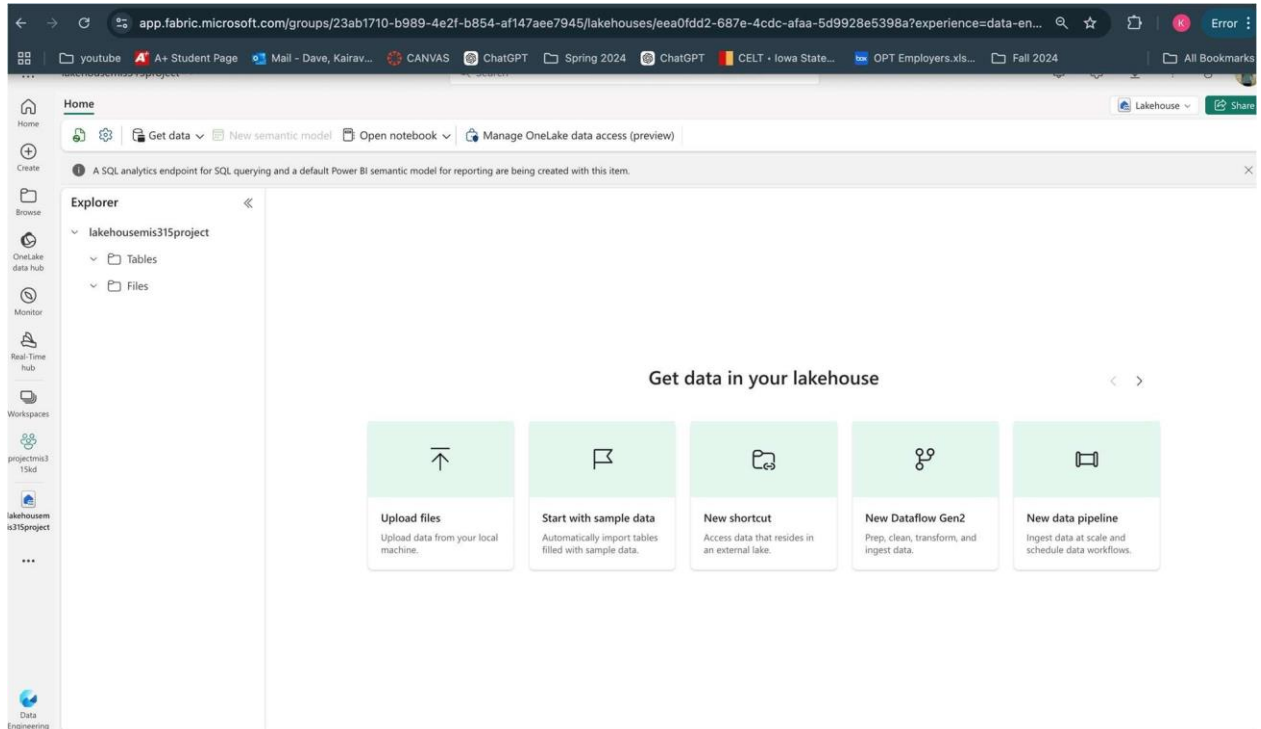 app.fabric.microsoft.com/groups/23ab1710-b989-4e2f-b854-af147aee7945/lakehouses/eea0fdd2-687e-4cdc-afaa-5d9928e5398a?experience=data-en...
K
Error
youtube
A+ Student Page
Mail - Dave, Kairav...
CANVAS
ChatGPT
Spring 2024
ChatGPT
CELT • Iowa State...
OPT Employers.xls...
Fall 2024
All Bookmarks
Home
Lakehouse
Share
Get data
New semantic model
Open notebook
Manage OneLake data access (preview)
A SQL analytics endpoint for SQL querying and a default Power BI semantic model for reporting are being created with this item.
Home
Create
Browse
OneLake
data hub
Monitor
Real-Time
hub
Workspaces
projectmis3
15kd
lakehousem
is315project
Data
Engineering
Explorer
lakehousemis315project
Tables
Files
Get data in your lakehouse
Upload files
Upload data from your local
machine.
Start with sample data
Automatically import tables
filled with sample data.
New shortcut
Access data that resides in
an external lake.
New Dataflow Gen2
Prep, clean, transform, and
ingest data.
New data pipeline
Ingest data at scale and
schedule data workflows.